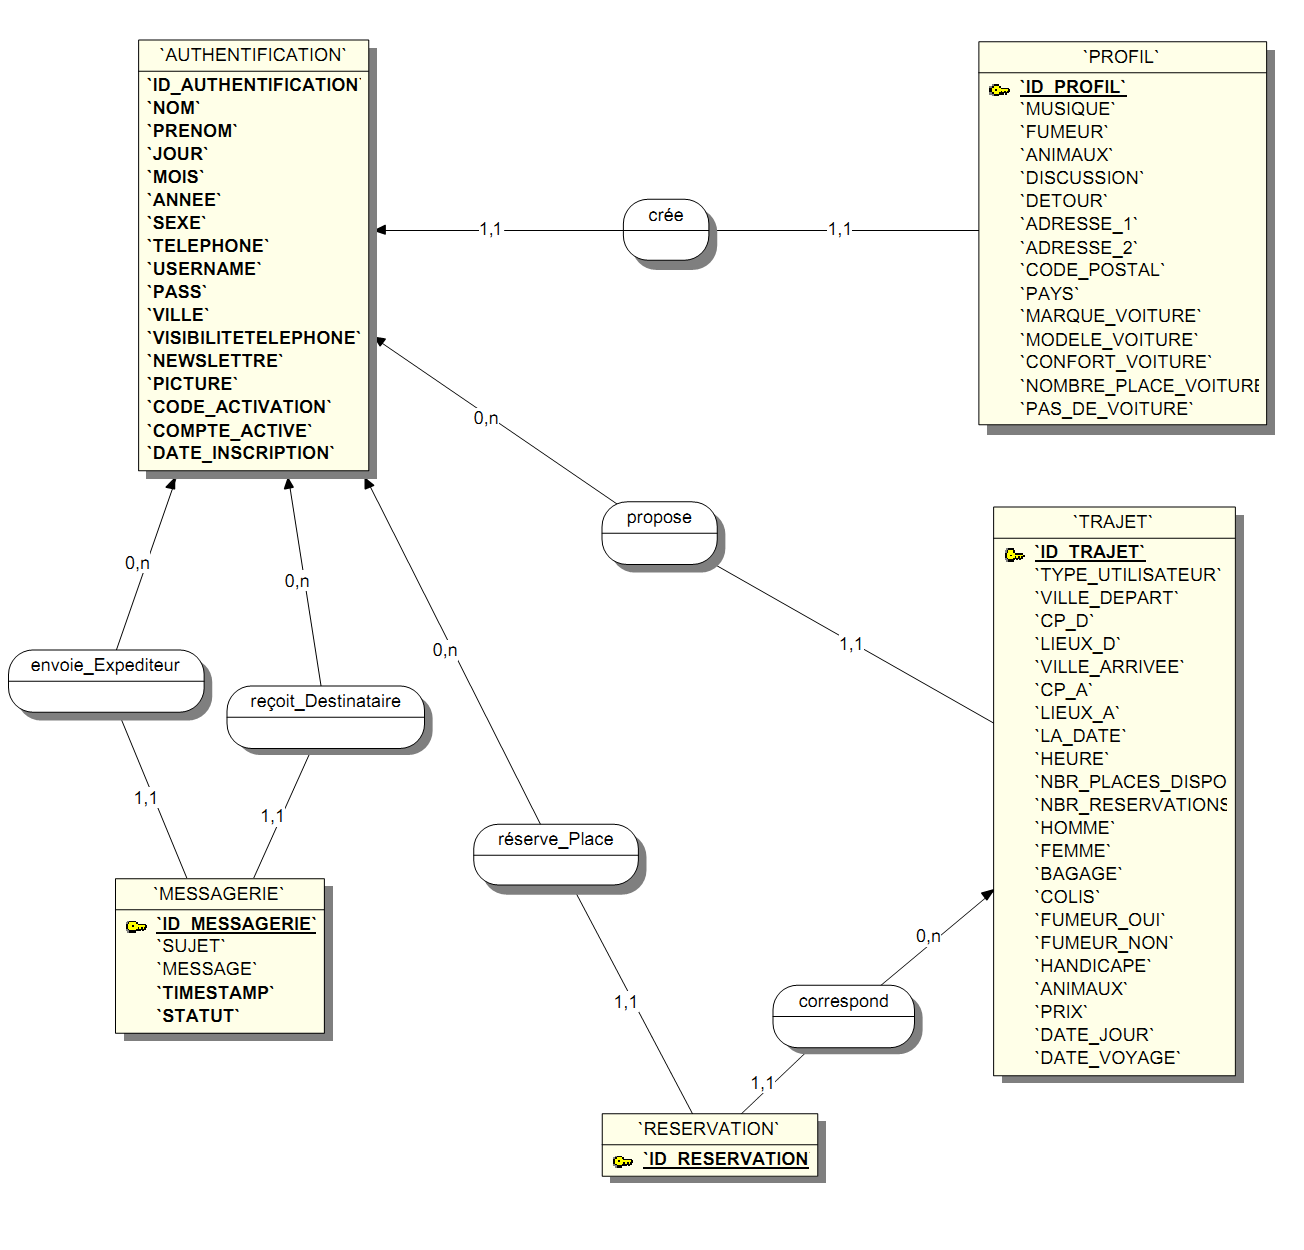 `AUTHENTIFICATION`
`ID_AUTHENTIFICATION`
`NOM`
`PRENOM`
`JOUR`
`MOIS`
`ANNEE`
`SEXE`
`TELEPHONE`
`USERNAME`
`PASS`
`VILLE`
`VISIBILITETELEPHONE`
`NEWSLETTRE`
`PICTURE`
`CODE_ACTIVATION`
`COMPTE_ACTIVE`
`DATE_INSCRIPTION`
1,1
crée
1,1
`PROFIL`
`ID_PROFIL`
`MUSIQUE`
`FUMEUR`
`ANIMAUX`
`DISCUSSION`
`DETOUR`
`ADRESSE_1`
`ADRESSE_2`
`CODE_POSTAL`
`PAYS`
`MARQUE_VOITURE`
`MODELE_VOITURE`
`CONFORT_VOITURE`
`NOMBRE_PLACE_VOITURE
`PAS_DE_VOITURE`
0,n
propose
1,1
`TRAJET`
`ID_TRAJET`
`TYPE_UTILISATEUR`
`VILLE_DEPART`
`CP_D`
`LIEUX_D`
`VILLE_ARRIVEE`
`CP_A`
`LIEUX_A`
`LA_DATE`
`HEURE`
`NBR_PLACES_DISPO
`NBR_RESERVATIONS
`HOMME`
`FEMME`
`BAGAGE`
`COLIS`
`FUMEUR_OUI`
`FUMEUR_NON`
`HANDICAPE`
`ANIMAUX`
`PRIX`
`DATE_JOUR`
`DATE_VOYAGE`
0,n
envoie_Expediteur
1,1
0,n
reçoit_Destinataire
1,1
0,n
réserve_Place
1,1
`MESSAGERIE`
`ID_MESSAGERIE`
`SUJET`
`MESSAGE`
`TIMESTAMP`
`STATUT`
0,n
correspond
1,1
`RESERVATION`
`ID_RESERVATION